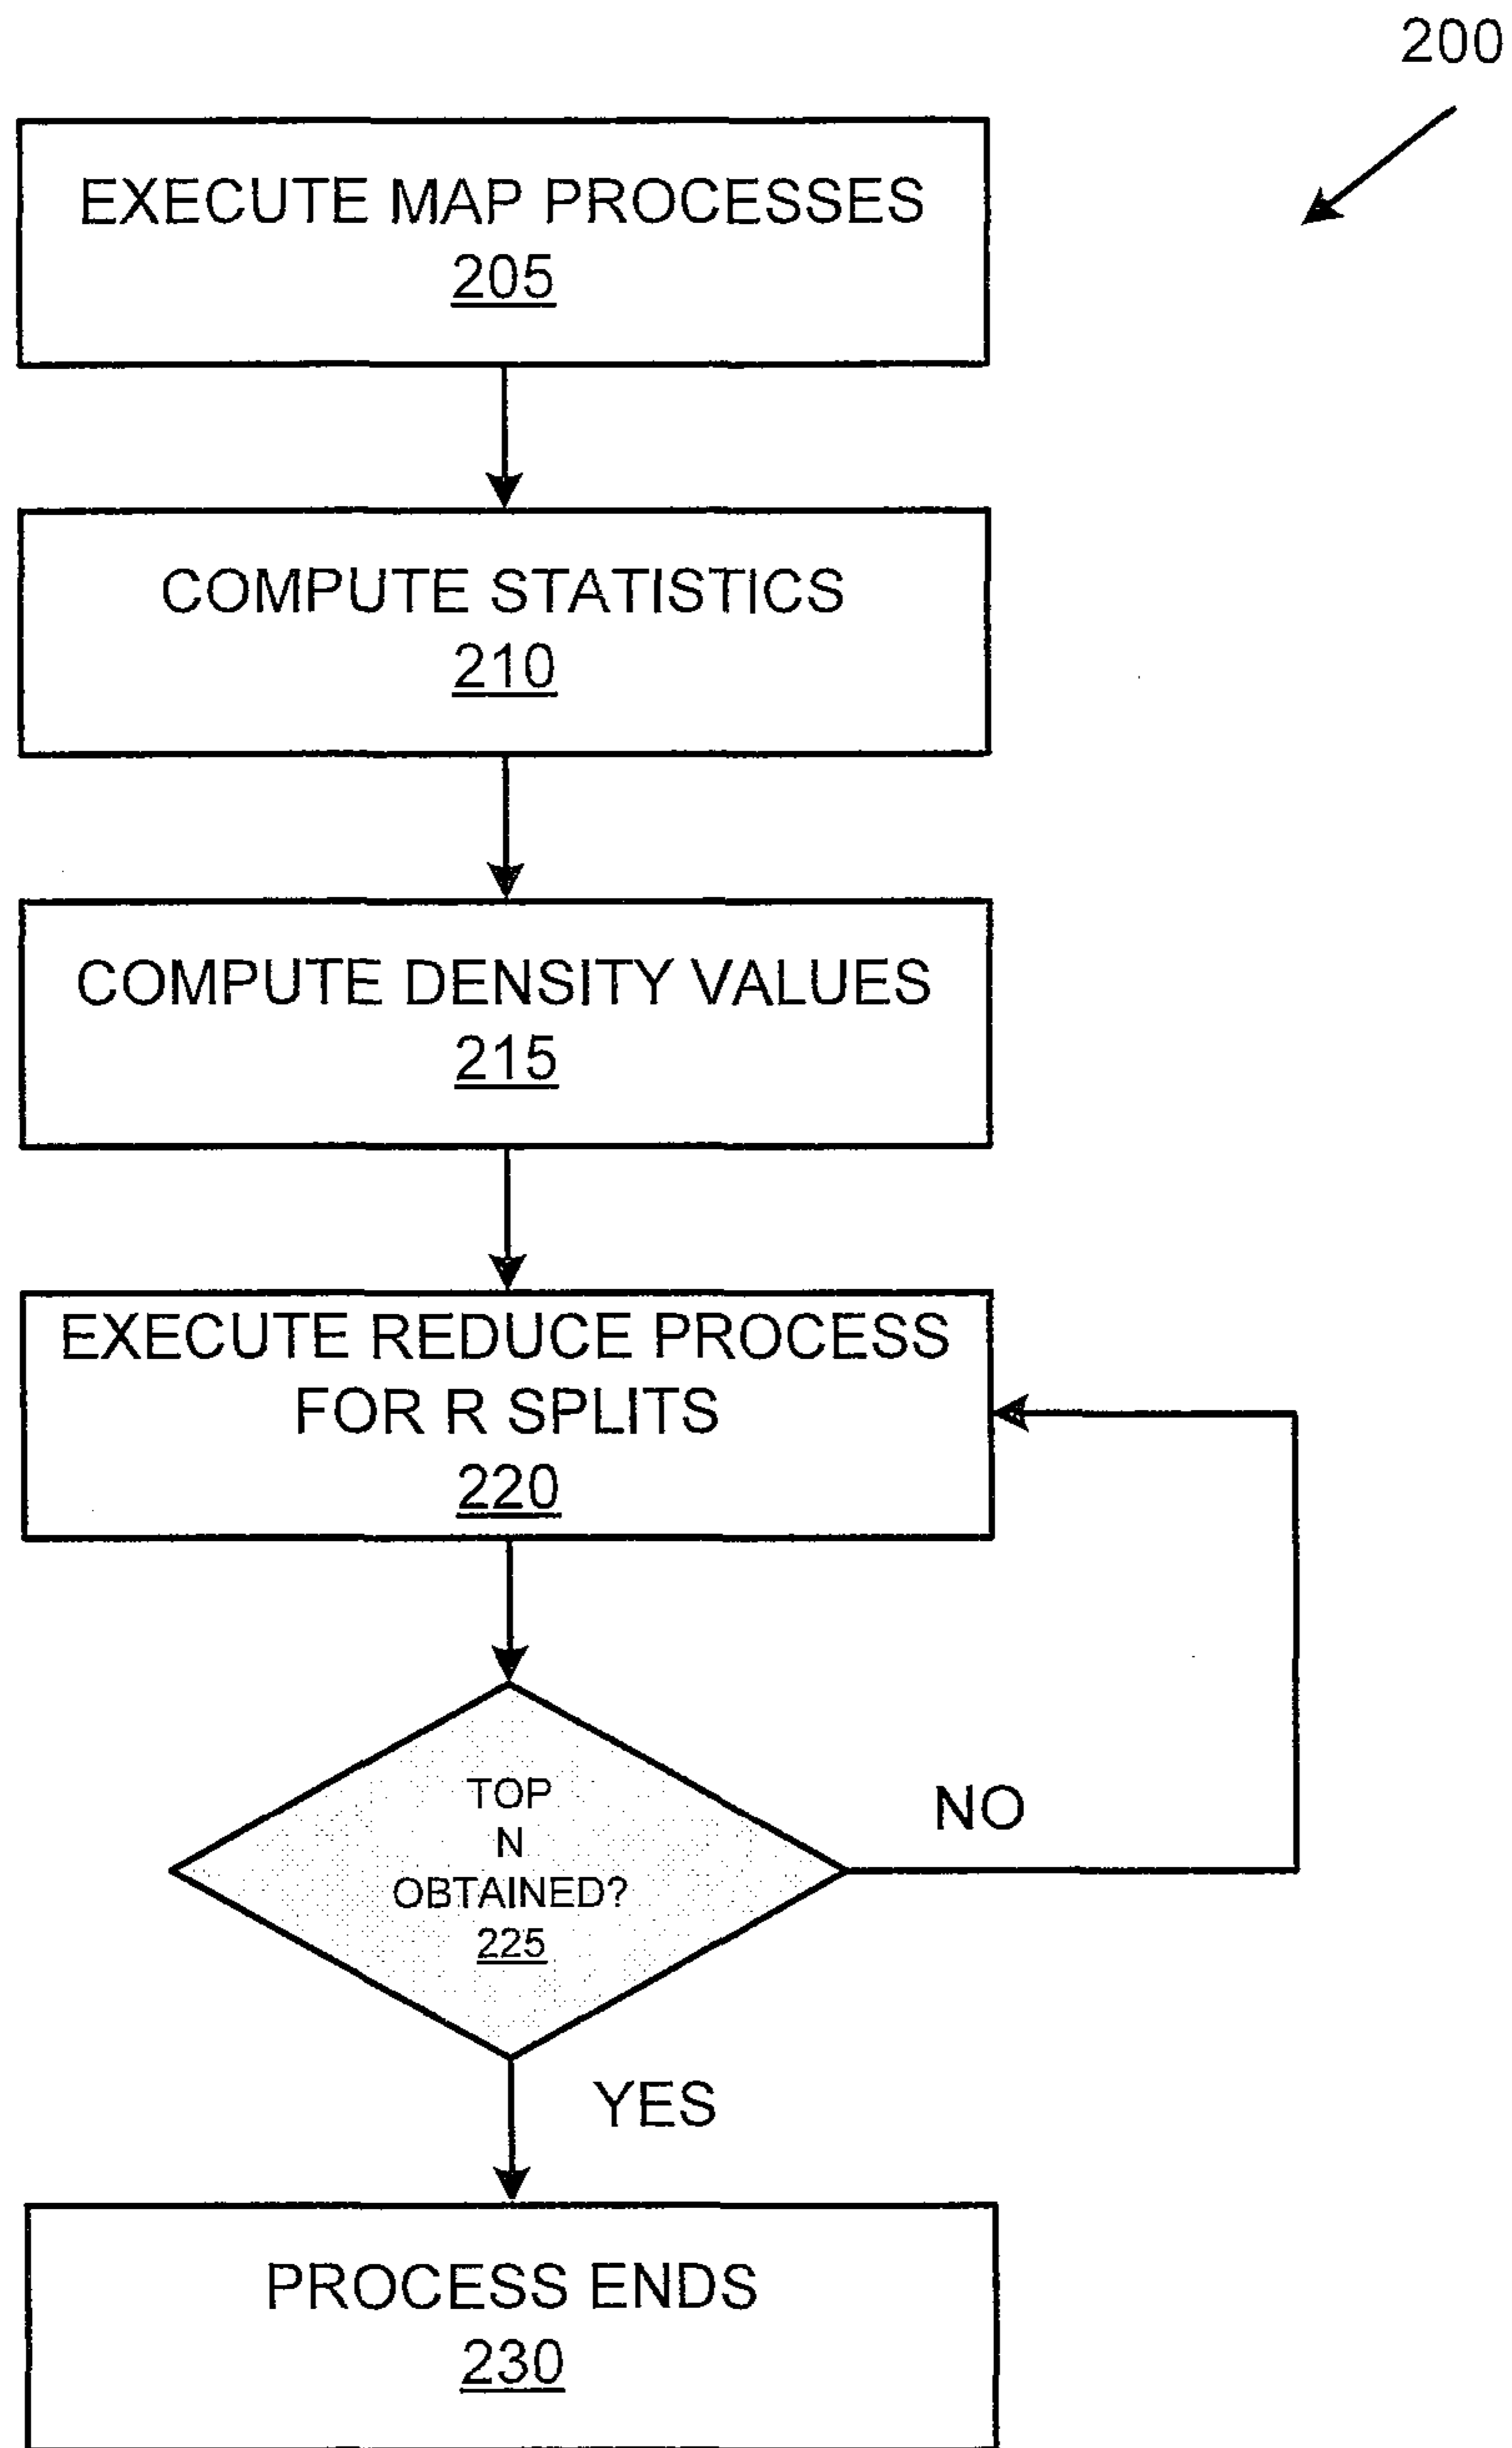 200
EXECUTE MAP PROCESSES
205
COMPUTE STATISTICS
210
COMPUTE DENSITY VALUES
215
EXECUTE REDUCE PROCESS
FOR R SPLITS
220
TOP
N
OBTAINED?
225
NO
YES
PROCESS ENDS
230